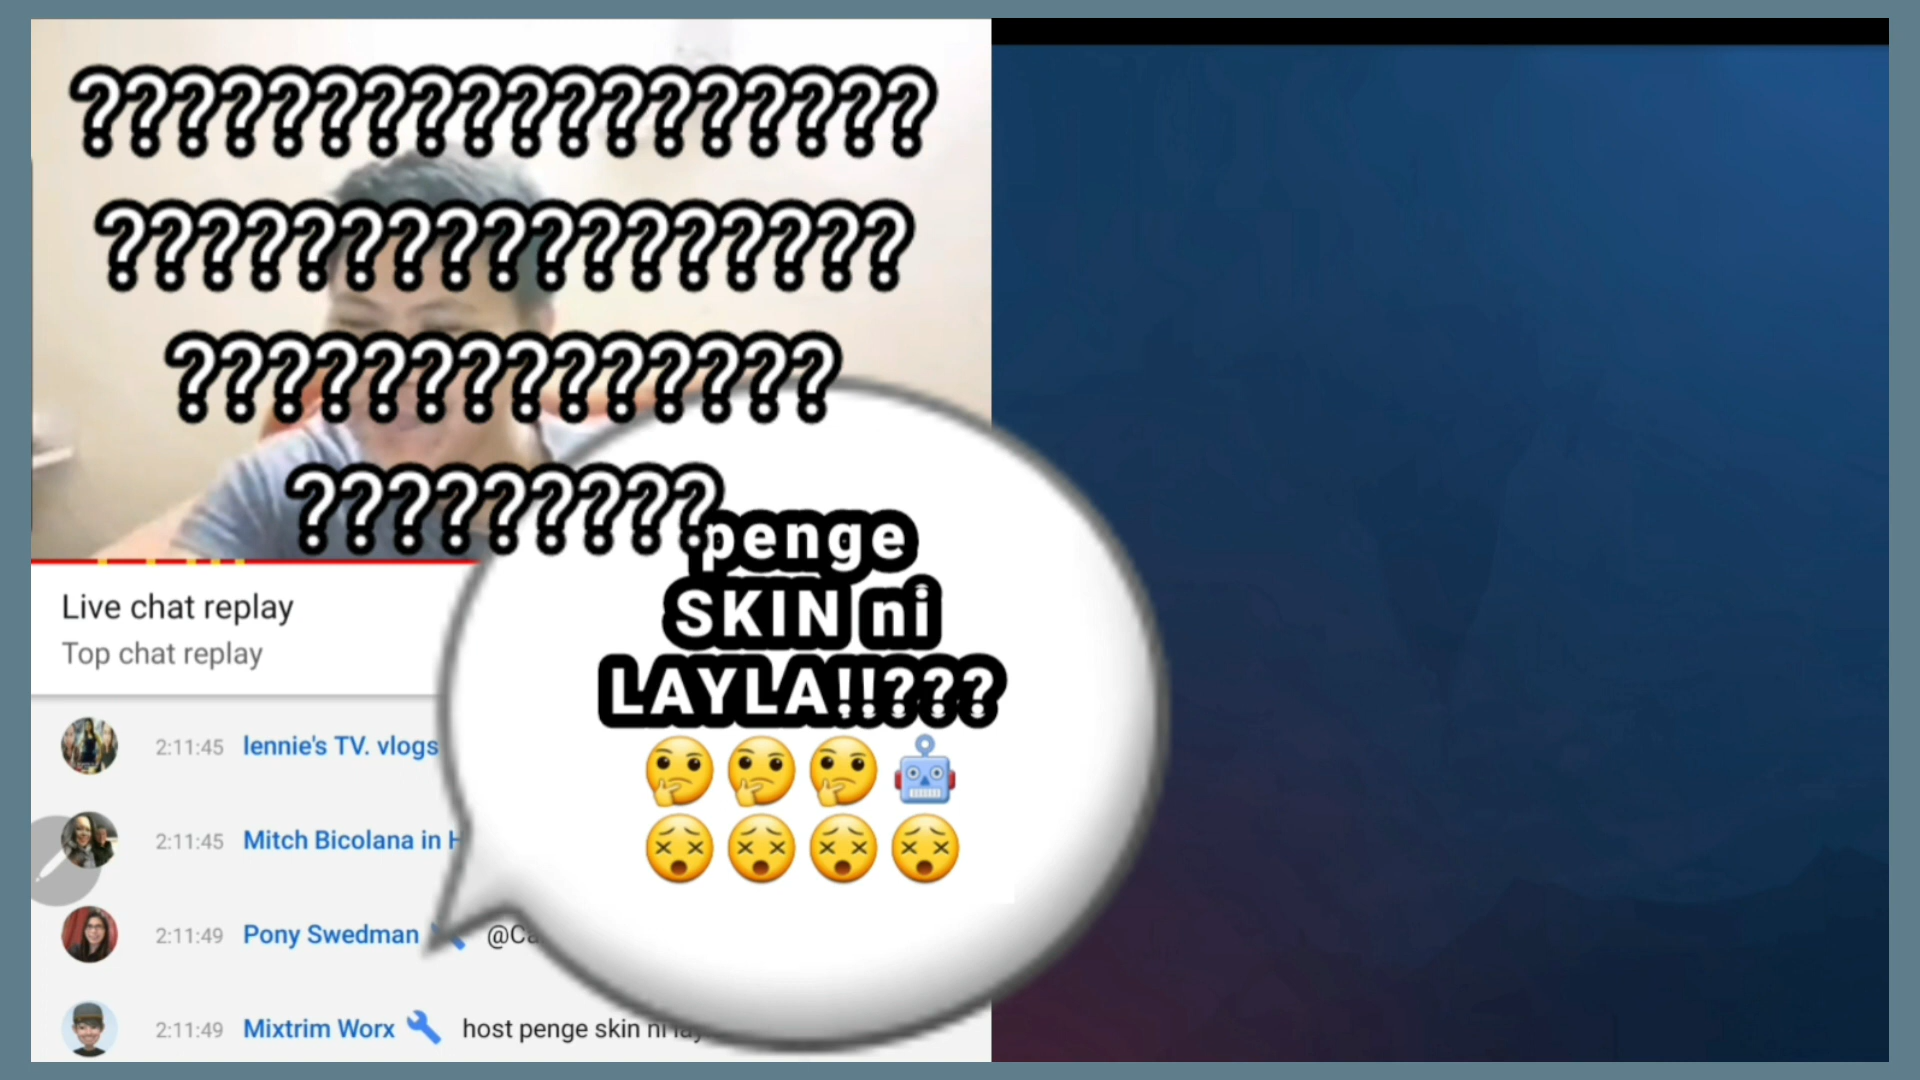 ??????????????????
?????????????????
??????????????
?????????
penge
SKIN ni
LAYLA!!???
Live chat replay
Top chat replay
2:11:45 lennie's TV. vlogs
2:11:45 Mitch Bicolana in
2:11:49 Pony Swedman
2:11:49 Mixtrim Worx host penge skin ni